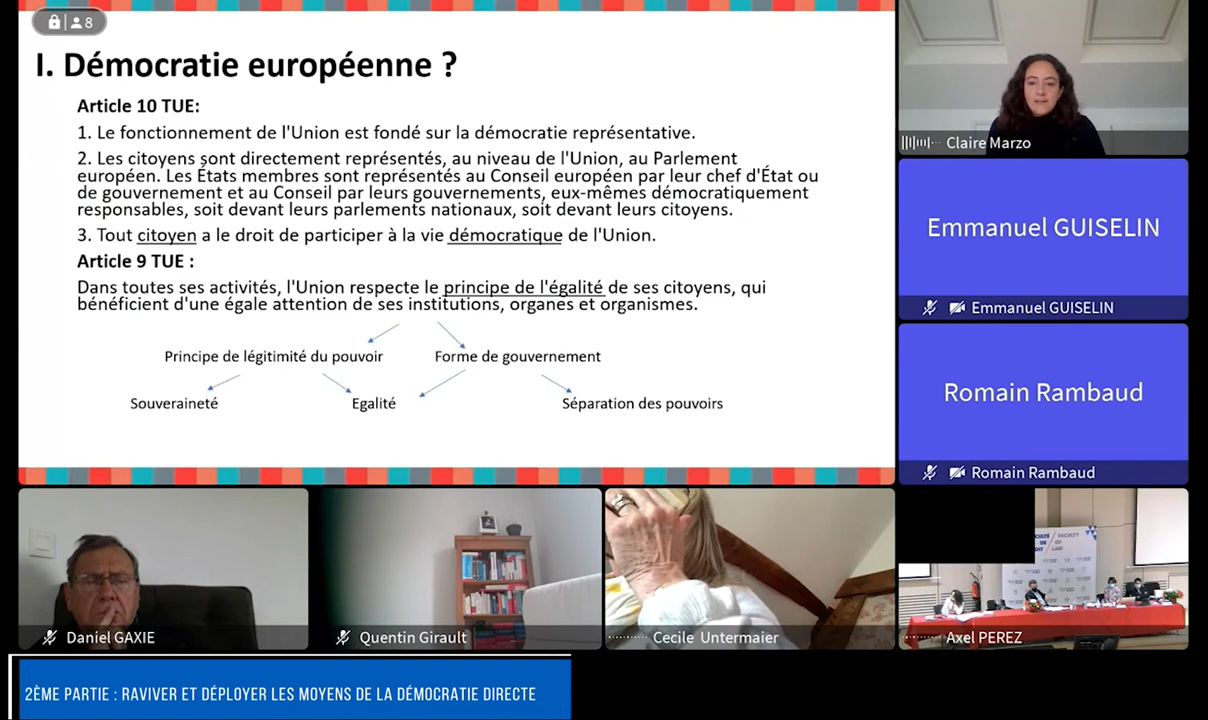 8
I. Démocratie européenne ?
Article 10 TUE:
1. Le fonctionnement de l'Union est fondé sur la démocratie représentative.
2. Les citoyens sont directement représentés, au niveau de l'Union, au Parlement
européen. Les États membres sont représentés au Conseil européen par leur chef d'État ou
de gouvernement et au Conseil par leurs gouvernements, eux-mêmes démocratiquement
responsables, soit devant leurs parlements nationaux, soit devant leurs citoyens.
3. Tout citoyen a le droit de participer à la vie démocratique de l'Union.
Article 9 TUE :
Dans toutes ses activités, l'Union respecte le principe de l'égalité de ses citoyens, qui
bénéficient d'une égale attention de ses institutions, organes et organismes.
Principe de légitimité du pouvoir Forme de gouvernement
Souveraineté Egalité Séparation des pouvoirs
Claire Marzo
Emmanuel GUISELIN
Emmanuel GUISELIN
Romain Rambaud
Romain Rambaud
Daniel GAXIE
Quentin Girault
Cecile Untermaier
FACULTY
OF
LAW
Axel PEREZ
2ÈME PARTIE : RAVIVER ET DÉPLOYER LES MOYENS DE LA DÉMOCRATIE DIRECTE